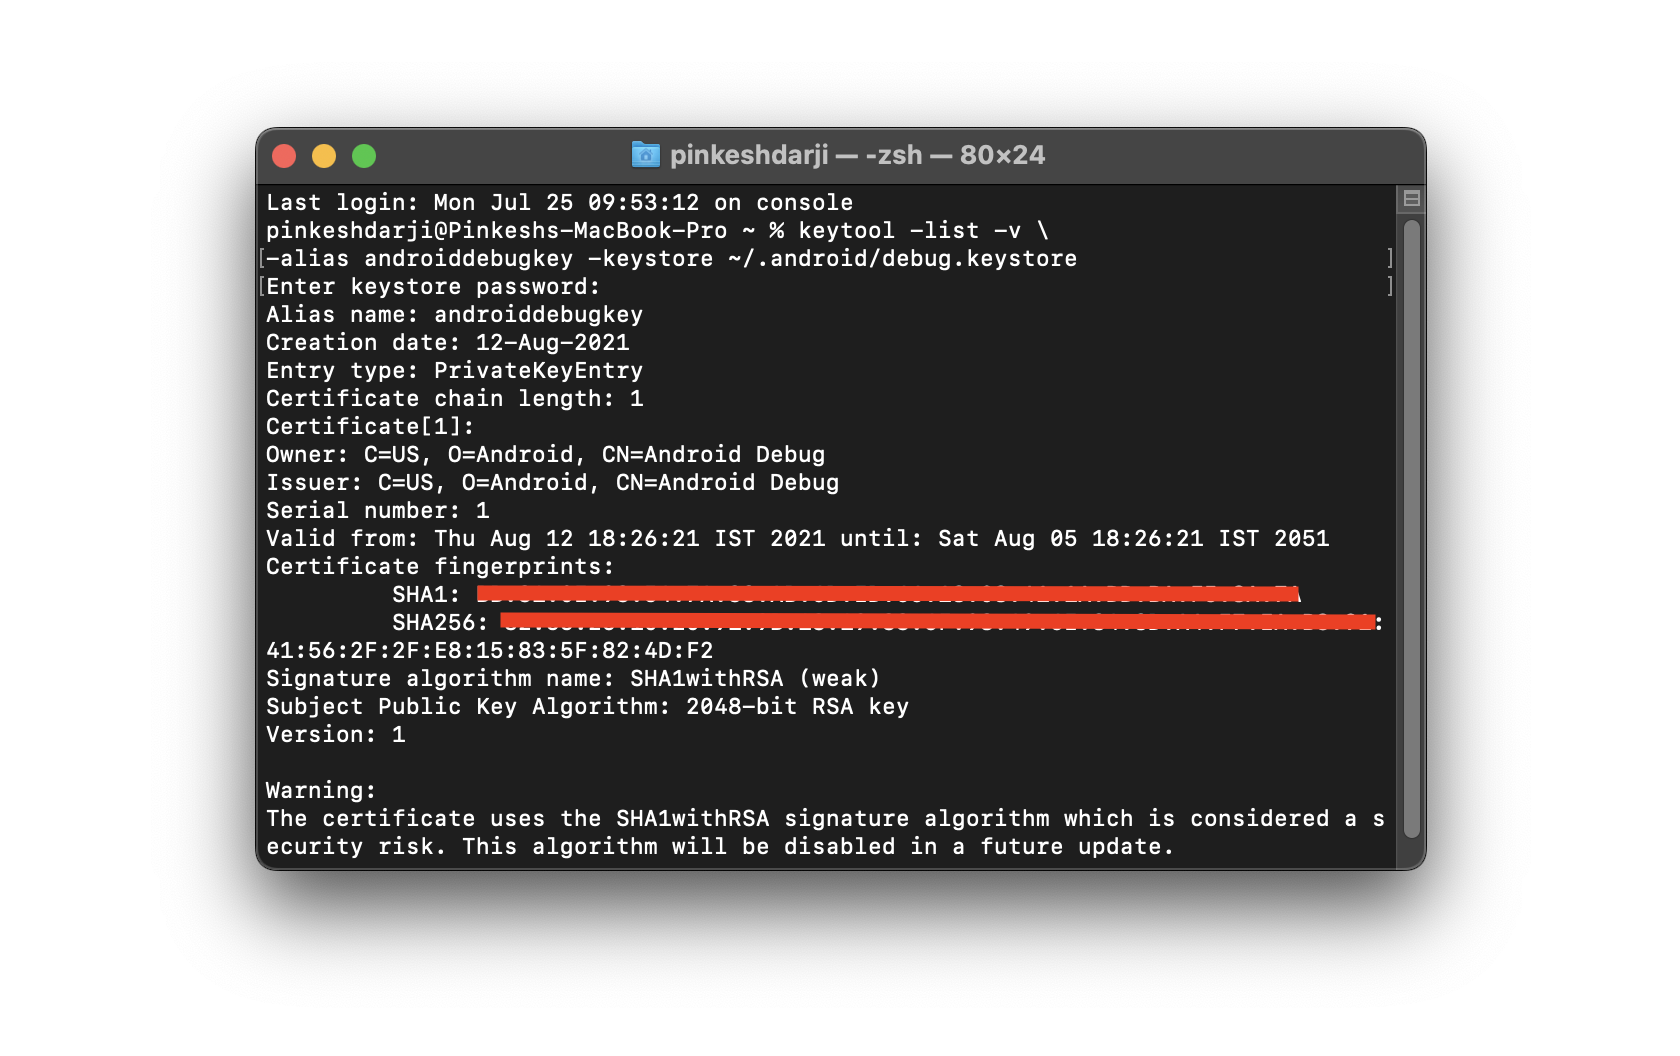 pinkeshdarji — -zsh — 80×24
Last login: Mon Jul 25 09:53:12 on console
pinkeshdarji@Pinkeshs-MacBook-Pro ~ % keytool -list -v \
[-alias androiddebugkey -keystore ~/.android/debug.keystore ]
[Enter keystore password: ]
Alias name: androiddebugkey
Creation date: 12-Aug-2021
Entry type: PrivateKeyEntry
Certificate chain length: 1
Certificate[1]:
Owner: C=US, O=Android, CN=Android Debug
Issuer: C=US, O=Android, CN=Android Debug
Serial number: 1
Valid from: Thu Aug 12 18:26:21 IST 2021 until: Sat Aug 05 18:26:21 IST 2051
Certificate fingerprints:
SHA1:
SHA256: :
41:56:2F:2F:E8:15:83:5F:82:4D:F2
Signature algorithm name: SHA1withRSA (weak)
Subject Public Key Algorithm: 2048-bit RSA key
Version: 1
Warning:
The certificate uses the SHA1withRSA signature algorithm which is considered a s
ecurity risk. This algorithm will be disabled in a future update.